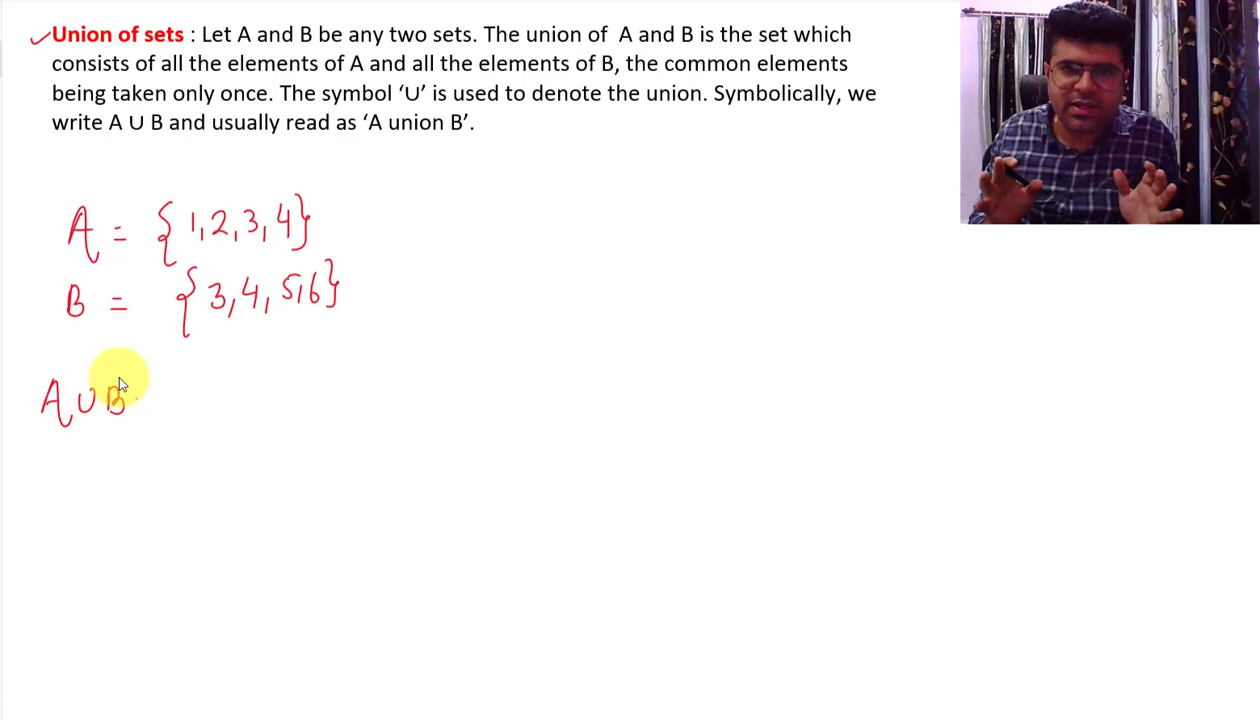 Union of sets : Let A and B be any two sets. The union of A and B is the set which
consists of all the elements of A and all the elements of B, the common elements
being taken only once. The symbol ‘∪’ is used to denote the union. Symbolically, we
write A ∪ B and usually read as ‘A union B’.
A = {1,2,3,4}
B = {3,4,5,6}
A∪B